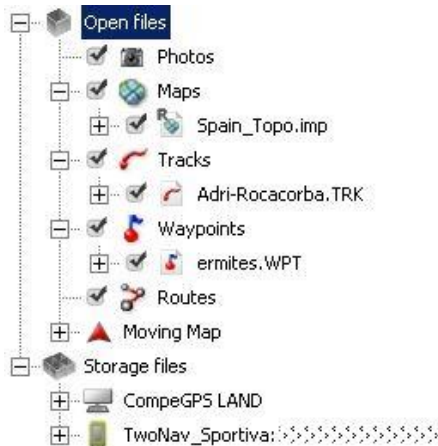 Open files
Photos
Maps
R
Spain_Topo.imp
Tracks
Adri-Rocacorba.TRK
Waypoints
ermites.WPT
Routes
Moving Map
Storage files
CompeGPS LAND
TwoNav_Sportiva: